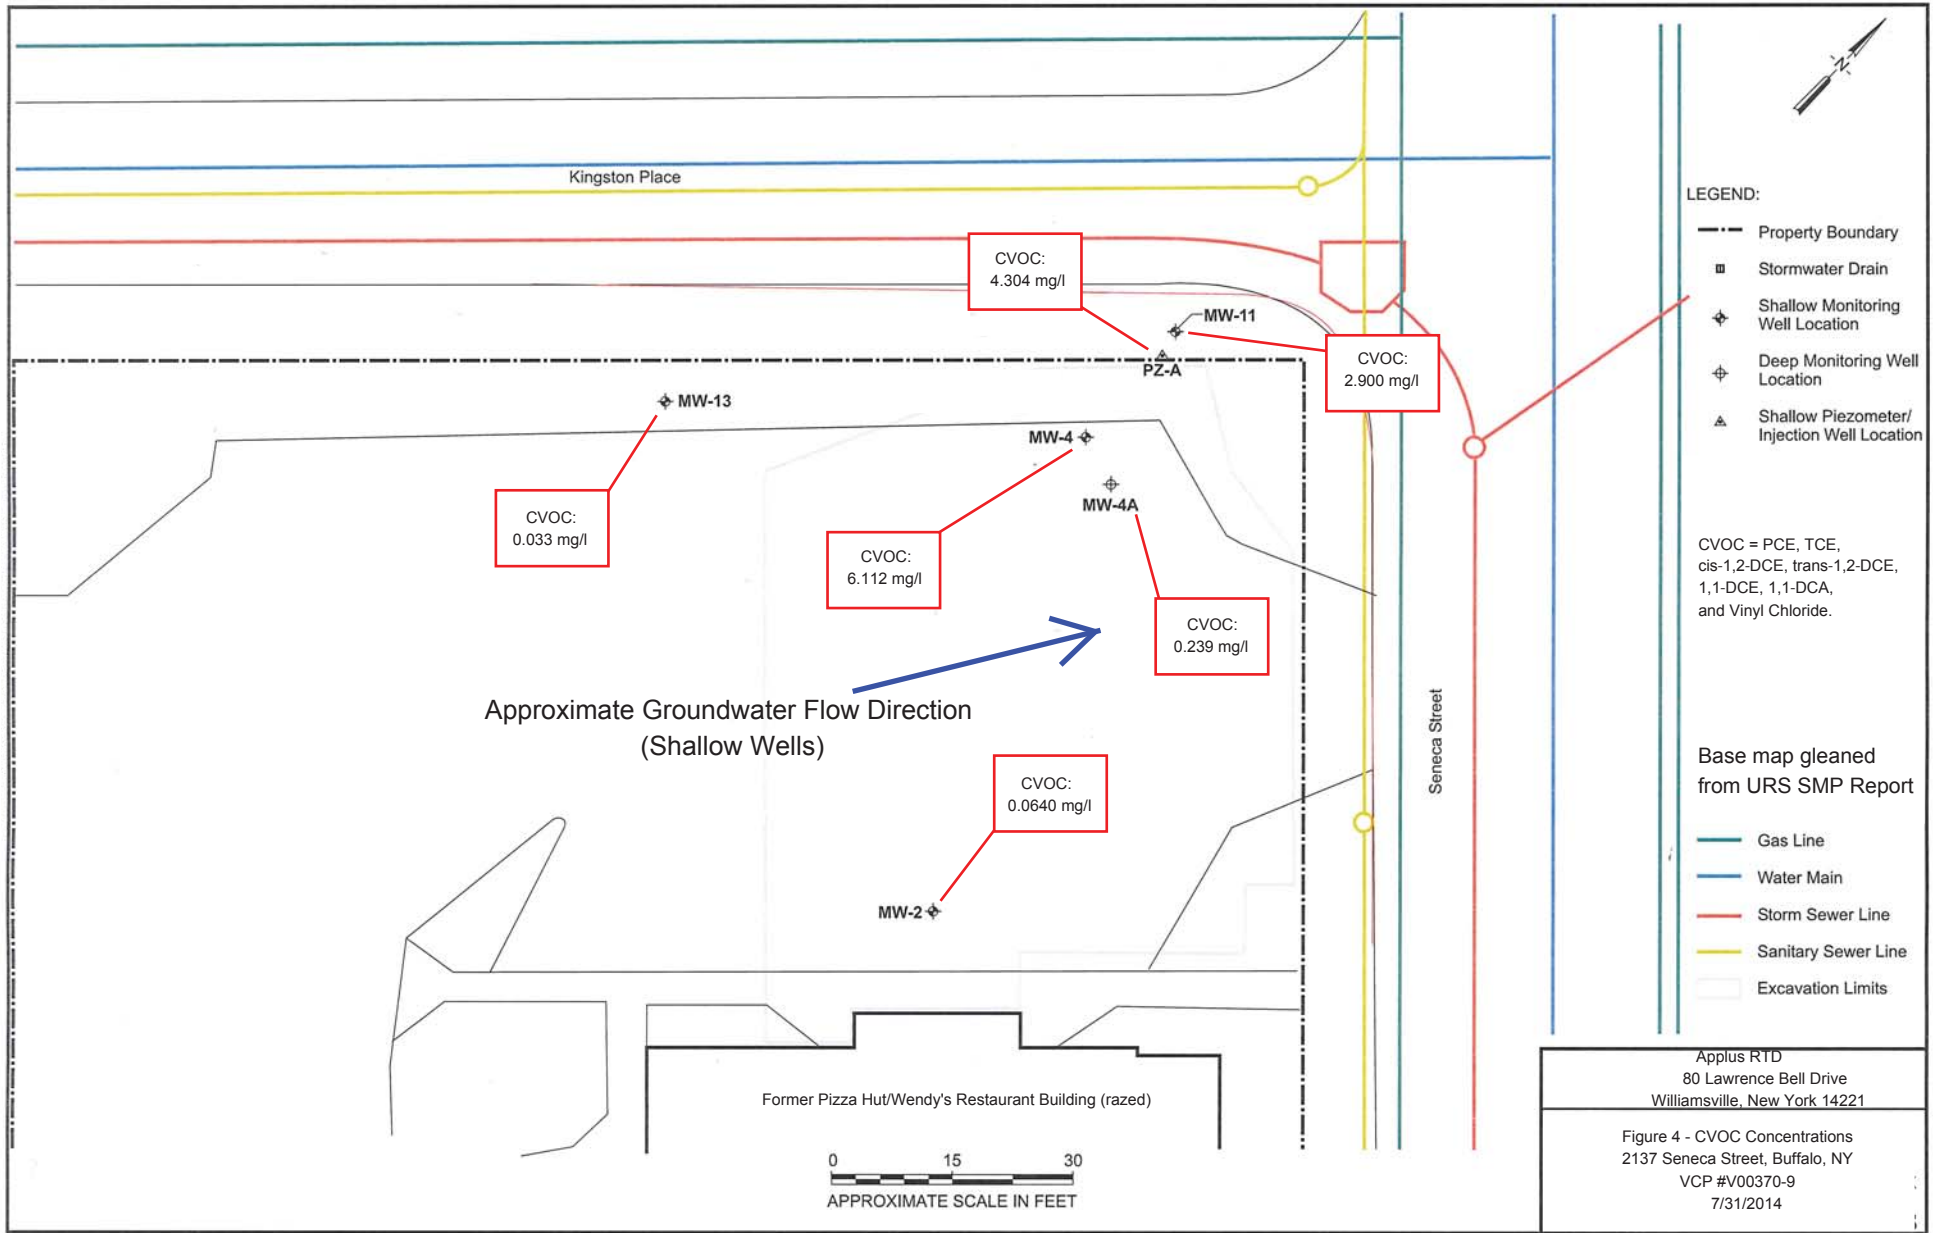 N
Kingston Place
LEGEND:
Property Boundary
Stormwater Drain
Shallow Monitoring
Well Location
Deep Monitoring Well
Location
Shallow Piezometer/
Injection Well Location
CVOC:
4.304 mg/l
MW-11
CVOC:
2.900 mg/l
PZ-A
MW-13
MW-4
MW-4A
CVOC:
0.033 mg/l
CVOC:
6.112 mg/l
CVOC:
0.239 mg/l
CVOC = PCE, TCE,
cis-1,2-DCE, trans-1,2-DCE,
1,1-DCE, 1,1-DCA,
and Vinyl Chloride.
Approximate Groundwater Flow Direction
(Shallow Wells)
Seneca Street
CVOC:
0.0640 mg/l
MW-2
Base map gleaned
from URS SMP Report
Gas Line
Water Main
Storm Sewer Line
Sanitary Sewer Line
Excavation Limits
Former Pizza Hut/Wendy's Restaurant Building (razed)
0 15 30
APPROXIMATE SCALE IN FEET
Applus RTD
80 Lawrence Bell Drive
Williamsville, New York 14221
Figure 4 - CVOC Concentrations
2137 Seneca Street, Buffalo, NY
VCP #V00370-9
7/31/2014